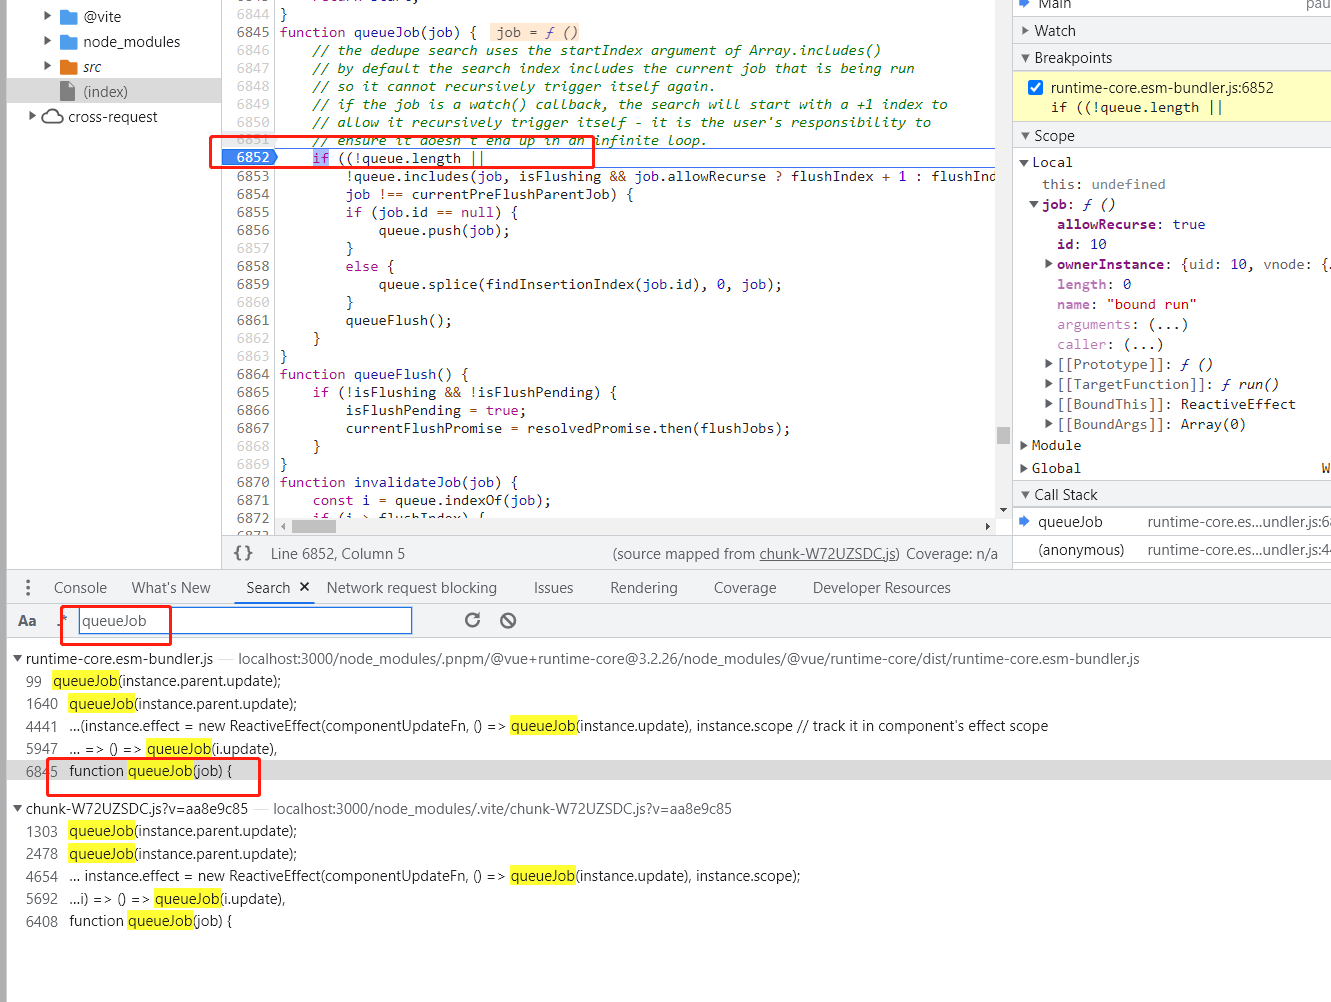 @vite
node_modules
src
(index)
cross-request
6844 }
6845 function queueJob(job) { job = ƒ ()
6846 // the dedupe search uses the startIndex argument of Array.includes()
6847 // by default the search index includes the current job that is being run
6848 // so it cannot recursively trigger itself again.
6849 // if the job is a watch() callback, the search will start with a +1 index to
6850 // allow it recursively trigger itself - it is the user's responsibility to
6851 // ensure it doesn't end up in an infinite loop.
6852 if ((!queue.length ||
6853 !queue.includes(job, isFlushing && job.allowRecurse ? flushIndex + 1 : flushInd
6854 job !== currentPreFlushParentJob) {
6855 if (job.id == null) {
6856 queue.push(job);
6857 }
6858 else {
6859 queue.splice(findInsertionIndex(job.id), 0, job);
6860 }
6861 queueFlush();
6862 }
6863 }
6864 function queueFlush() {
6865 if (!isFlushing && !isFlushPending) {
6866 isFlushPending = true;
6867 currentFlushPromise = resolvedPromise.then(flushJobs);
6868 }
6869 }
6870 function invalidateJob(job) {
6871 const i = queue.indexOf(job);
6872 if (i > flushIndex) {
{} Line 6852, Column 5 (source mapped from chunk-W72UZSDC.js) Coverage: n/a
Main pau
Watch
Breakpoints
runtime-core.esm-bundler.js:6852
if ((!queue.length ||
Scope
Local
this: undefined
job: ƒ ()
allowRecurse: true
id: 10
ownerInstance: {uid: 10, vnode: {.
length: 0
name: "bound run"
arguments: (...)
caller: (...)
[[Prototype]]: ƒ ()
[[TargetFunction]]: ƒ run()
[[BoundThis]]: ReactiveEffect
[[BoundArgs]]: Array(0)
Module
Global W
Call Stack
queueJob runtime-core.es…undler.js:68
(anonymous) runtime-core.es…undler.js:44
Console What's New Search × Network request blocking Issues Rendering Coverage Developer Resources
Aa .* queueJob
runtime-core.esm-bundler.js — localhost:3000/node_modules/.pnpm/@vue+runtime-core@3.2.26/node_modules/@vue/runtime-core/dist/runtime-core.esm-bundler.js
99 queueJob(instance.parent.update);
1640 queueJob(instance.parent.update);
4441 …(instance.effect = new ReactiveEffect(componentUpdateFn, () => queueJob(instance.update), instance.scope // track it in component's effect scope
5947 … => () => queueJob(i.update),
6845 function queueJob(job) {
chunk-W72UZSDC.js?v=aa8e9c85 — localhost:3000/node_modules/.vite/chunk-W72UZSDC.js?v=aa8e9c85
1303 queueJob(instance.parent.update);
2478 queueJob(instance.parent.update);
4654 … instance.effect = new ReactiveEffect(componentUpdateFn, () => queueJob(instance.update), instance.scope);
5692 …i) => () => queueJob(i.update),
6408 function queueJob(job) {